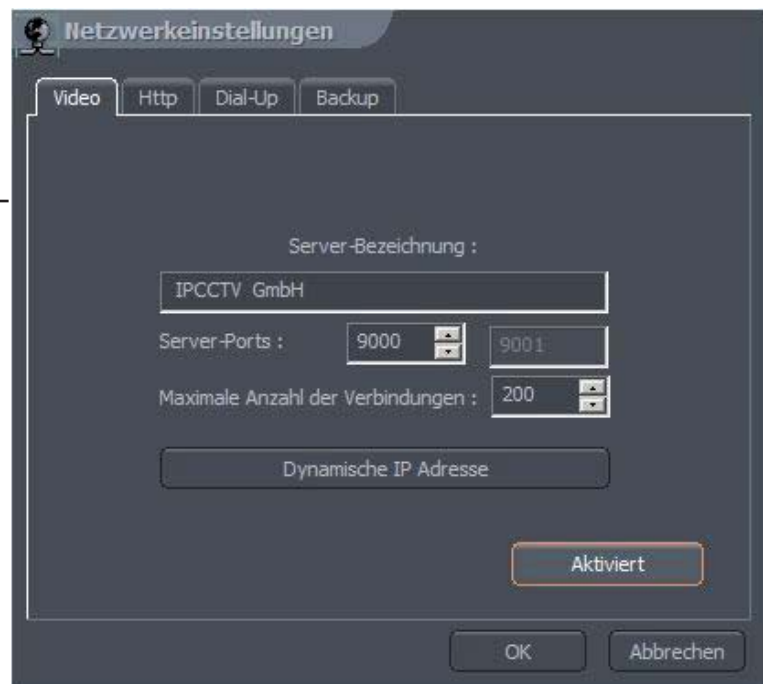 Netzwerkeinstellungen
Video Http Dial-Up Backup
Server-Bezeichnung :
IPCCTV GmbH
Server-Ports : 9000 9001
Maximale Anzahl der Verbindungen : 200
Dynamische IP Adresse
Aktiviert
OK Abbrechen